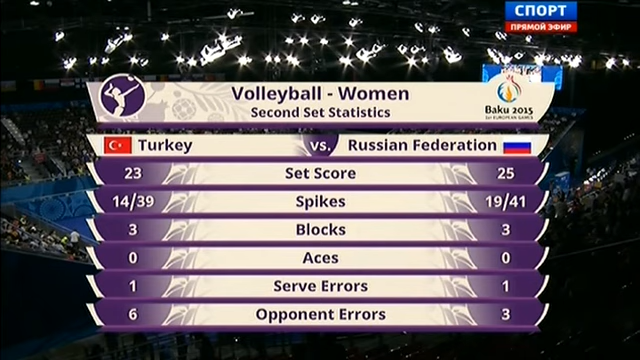 СПОРТ
ПРЯМОЙ ЭФИР
Volleyball - Women
Second Set Statistics
Baku 2015
1st EUROPEAN GAMES
Turkey vs. Russian Federation
23 Set Score 25
14/39 Spikes 19/41
3 Blocks 3
0 Aces 0
1 Serve Errors 1
6 Opponent Errors 3